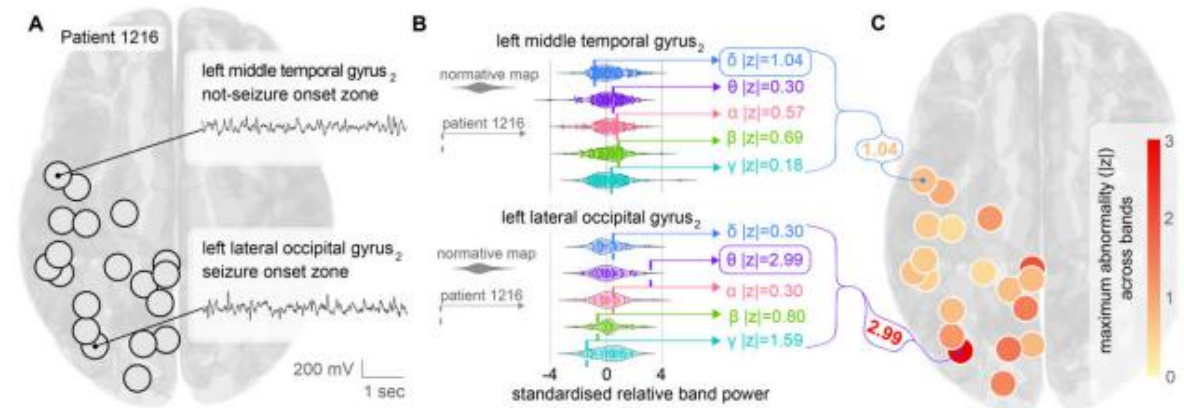 A
Patient 1216
left middle temporal gyrus2
not-seizure onset zone
left lateral occipital gyrus2
seizure onset zone
200 mV
1 sec
B
left middle temporal gyrus2
normative map
patient 1216
δ |z|=1.04
θ |z|=0.30
α |z|=0.57
β |z|=0.69
γ |z|=0.18
1.04
left lateral occipital gyrus2
normative map
patient 1216
δ |z|=0.30
θ |z|=2.99
α |z|=0.30
β |z|=0.80
γ |z|=1.59
2.99
-4 0 4
standardised relative band power
C
maximum abnormality (|z|)
across bands
3
2
1
0